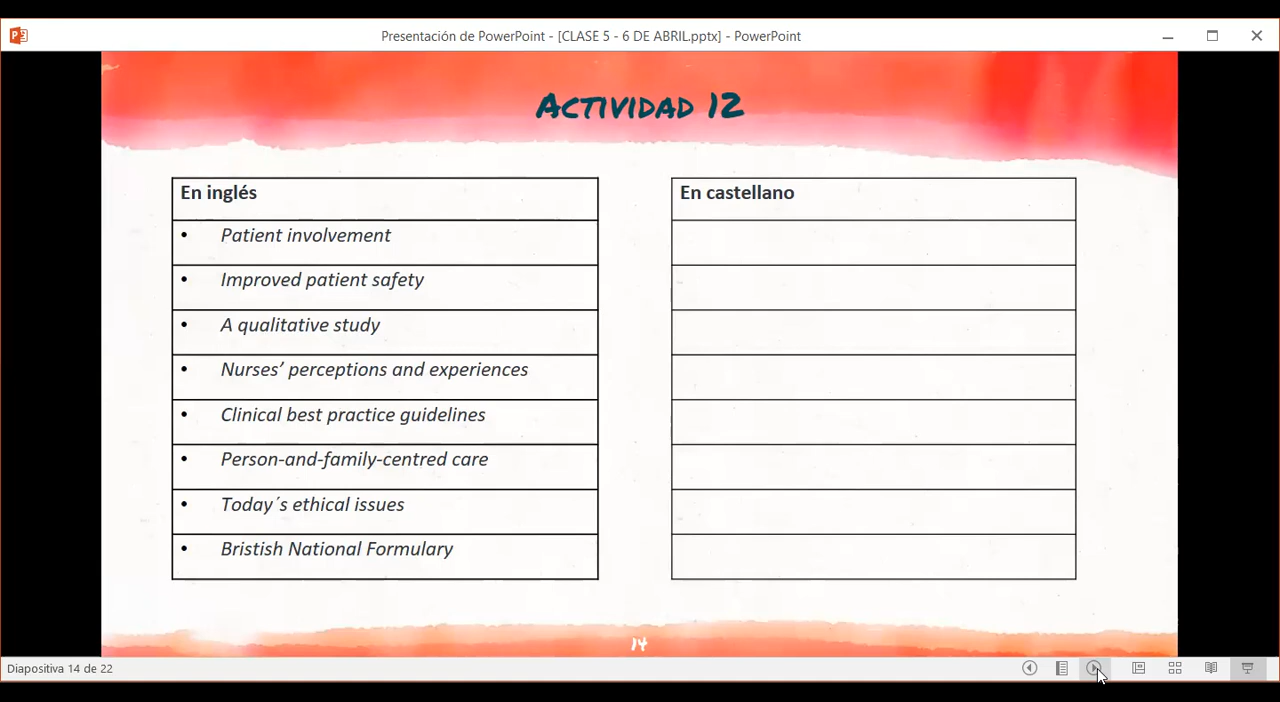 Presentación de PowerPoint - [CLASE 5 - 6 DE ABRIL.pptx] - PowerPoint
ACTIVIDAD 12
En inglés
• Patient involvement
• Improved patient safety
• A qualitative study
• Nurses’ perceptions and experiences
• Clinical best practice guidelines
• Person-and-family-centred care
• Today´s ethical issues
• Bristish National Formulary
En castellano
14
Diapositiva 14 de 22